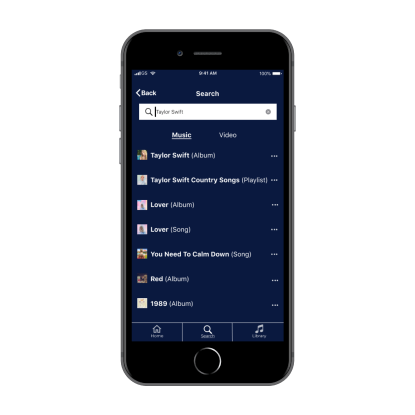 9:41 AM
100%
Back
Search
Taylor Swift
Music
Video
Taylor Swift (Album)
Taylor Swift Country Songs (Playlist)
Lover (Album)
Lover (Song)
You Need To Calm Down (Song)
Red (Album)
1989 (Album)
Home
Search
Library